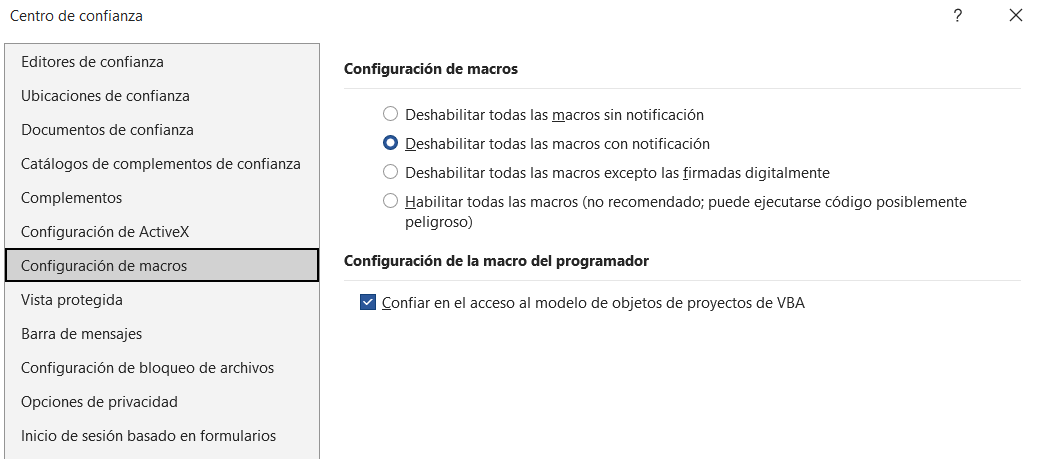 Centro de confianza
?
Editores de confianza
Ubicaciones de confianza
Documentos de confianza
Catálogos de complementos de confianza
Complementos
Configuración de ActiveX
Configuración de macros
Vista protegida
Barra de mensajes
Configuración de bloqueo de archivos
Opciones de privacidad
Inicio de sesión basado en formularios
Configuración de macros
Deshabilitar todas las macros sin notificación
Deshabilitar todas las macros con notificación
Deshabilitar todas las macros excepto las firmadas digitalmente
Habilitar todas las macros (no recomendado; puede ejecutarse código posiblemente
peligroso)
Configuración de la macro del programador
Confiar en el acceso al modelo de objetos de proyectos de VBA